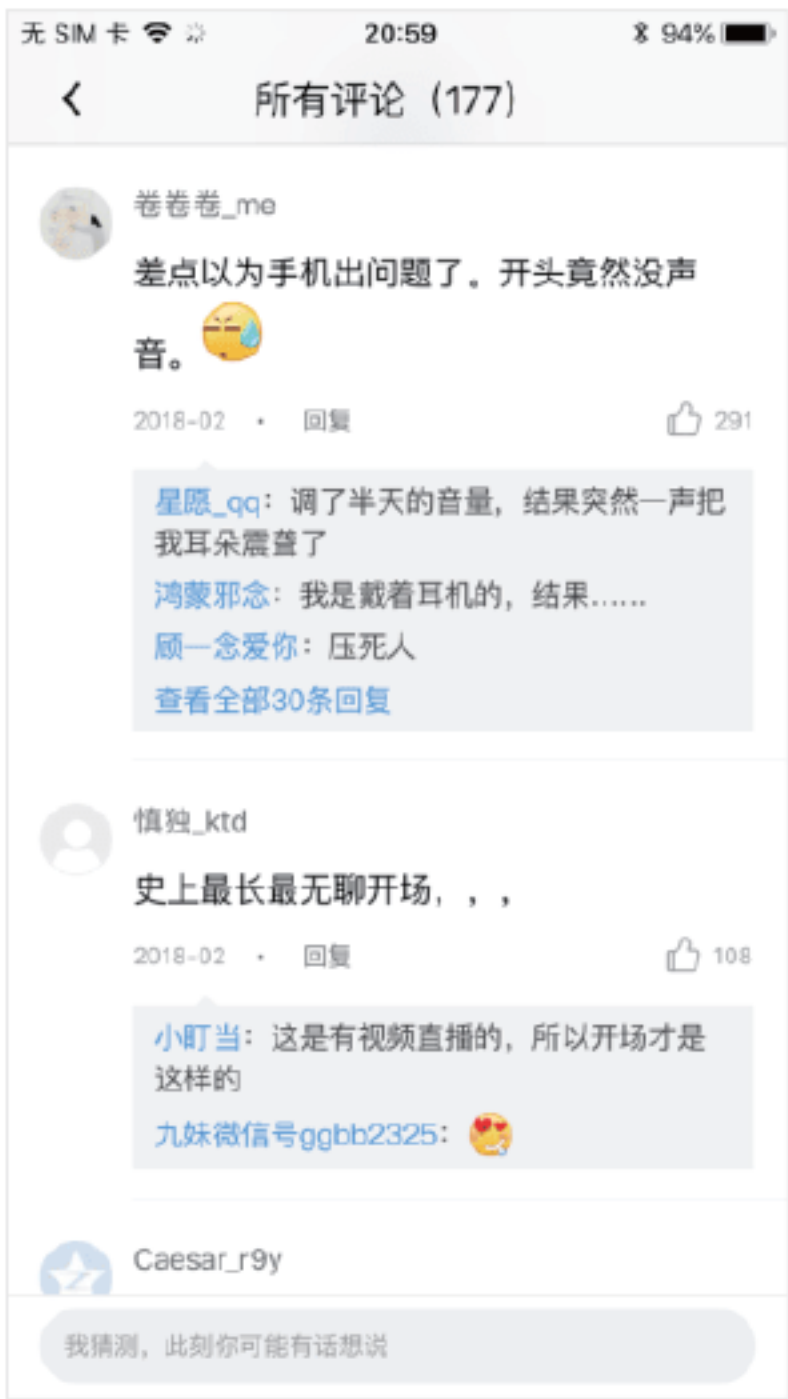 无 SIM 卡 20:59 94%
所有评论（177）
卷卷卷_me
差点以为手机出问题了。开头竟然没声
音。
2018-02 · 回复 291
星愿_qq：调了半天的音量，结果突然一声把
我耳朵震聋了
鸿蒙邪念：我是戴着耳机的，结果……
顾一念爱你：压死人
查看全部30条回复
慎独_ktd
史上最长最无聊开场，，，
2018-02 · 回复 108
小盯当：这是有视频直播的，所以开场才是
这样的
九妹微信号ggbb2325：
Caesar_r9y
我猜测，此刻你可能有话想说